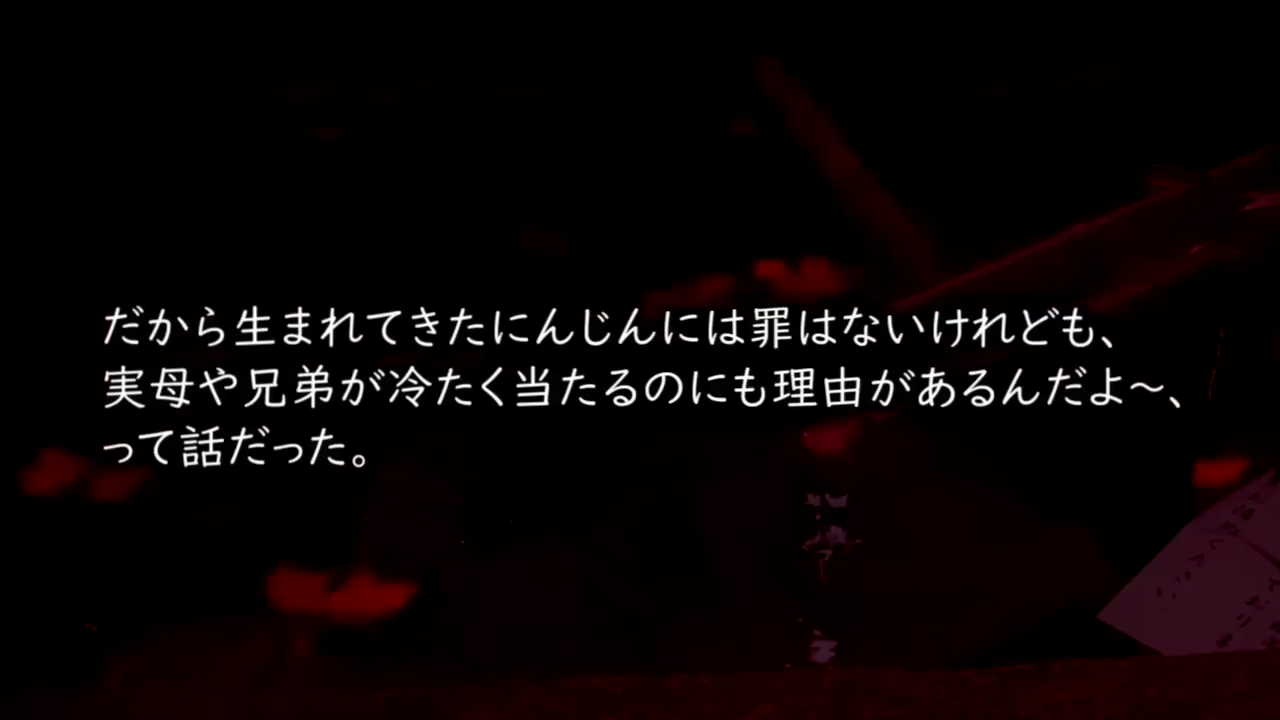 だから生まれてきたにんじんには罪はないけれども、
実母や兄弟が冷たく当たるのにも理由があるんだよ～、
って話だった。